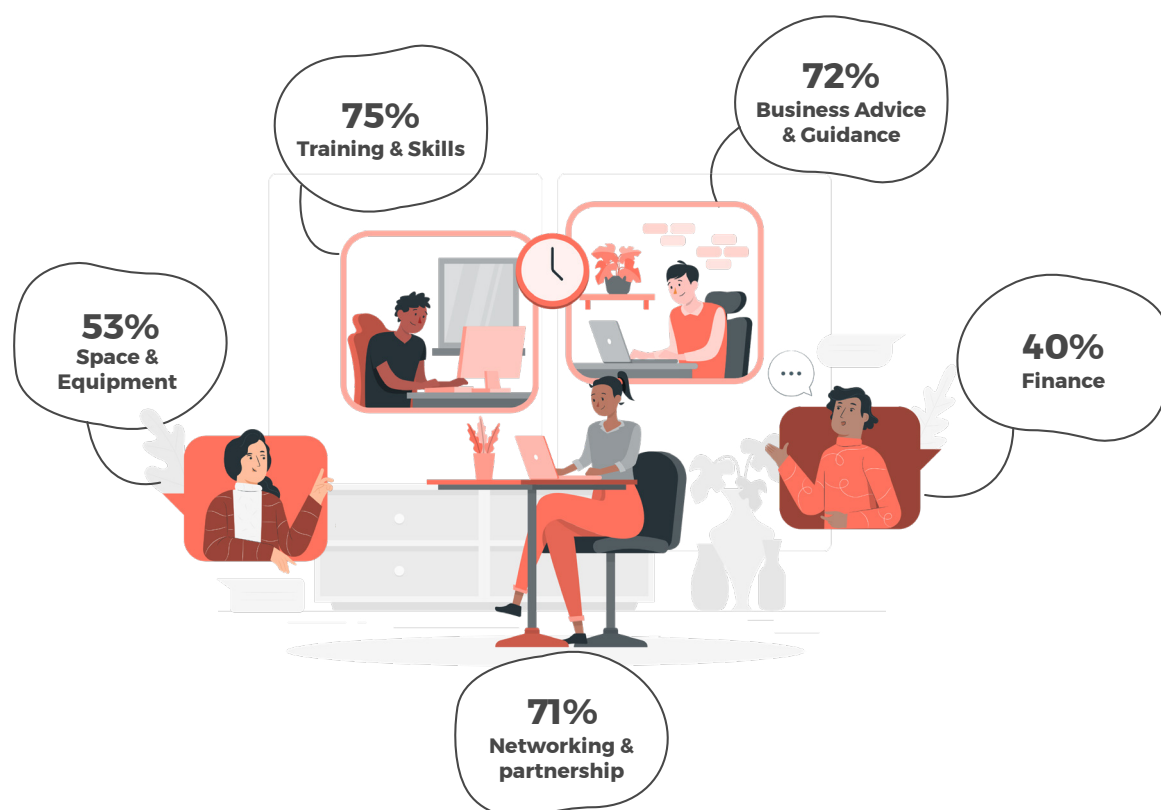 75%
Training & Skills
72%
Business Advice
& Guidance
53%
Space &
Equipment
40%
Finance
71%
Networking &
partnership